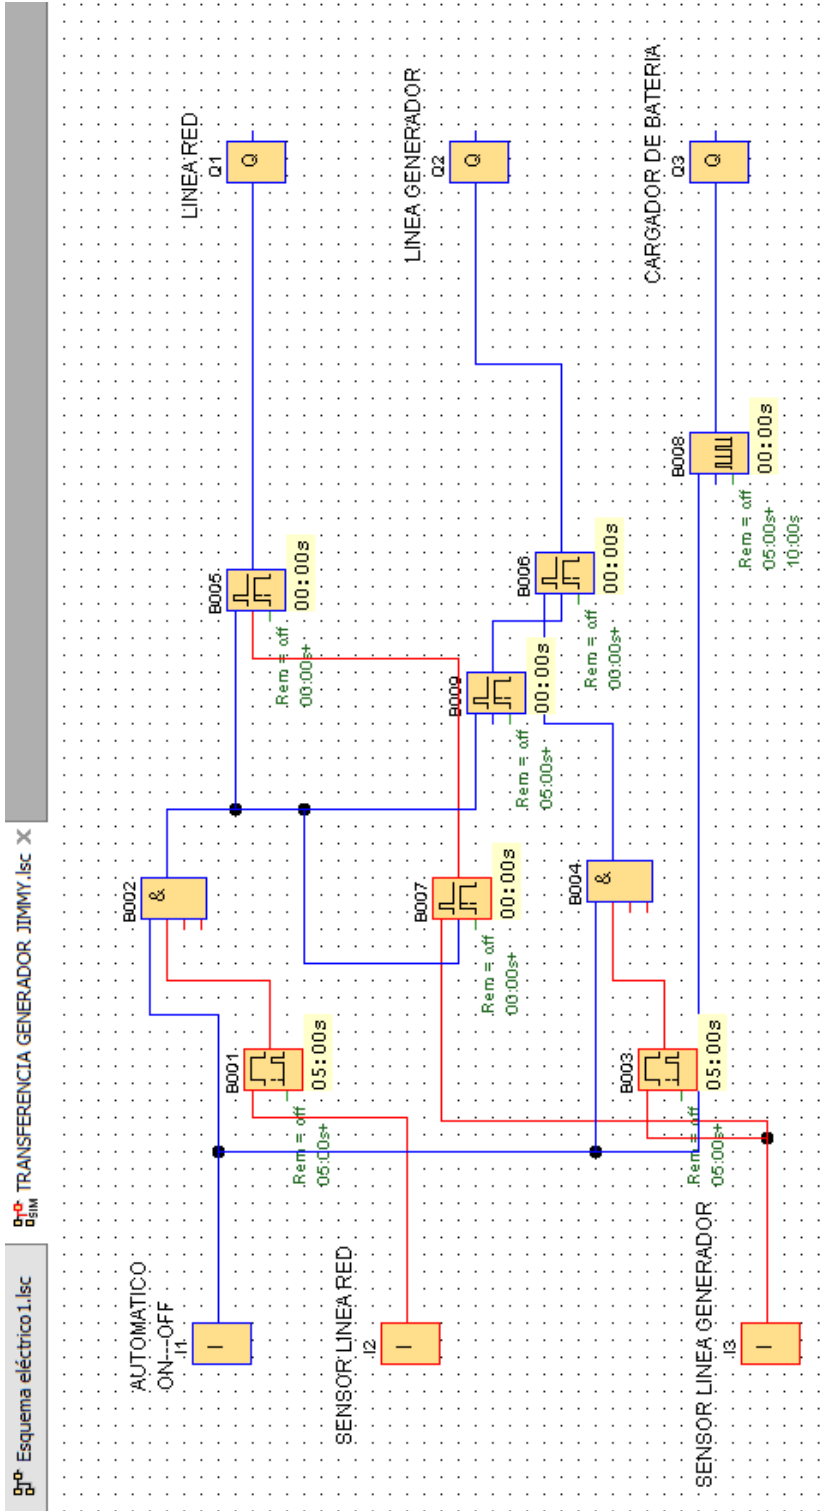 Esquema eléctrico1.lsc
SIM TRANSFERENCIA GENERADOR JIMMY.lsc X
AUTOMATICO
ON---OFF
I1
I
SENSOR LINEA RED
I2
I
SENSOR LINEA GENERADOR
I3
I
B001
Rem = off
05:00s+
05:00s
B002
&
B003
Rem = off
05:00s+
05:00s
B004
&
B007
Rem = off
00:00s+
00:00s
B005
Rem = off
00:00s+
00:00s
B009
Rem = off
05:00s+
00:00s
B006
Rem = off
00:00s+
00:00s
B008
Rem = off
05:00s+
10:00s
00:00s
LINEA RED
Q1
Q
LINEA GENERADOR
Q2
Q
CARGADOR DE BATERIA
Q3
Q